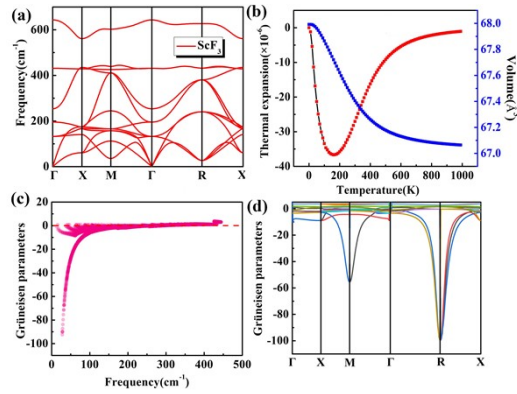 (a)
ScF₃
Frequency(cm⁻¹)
600
400
200
0
Γ X M Γ R X
(b)
Thermal expansion(×10⁻⁶)
0
-10
-20
-30
-40
0 200 400 600 800 1000
Temperature(K)
68.0
67.8
67.6
67.4
67.2
67.0
Volume(Å³)
(c)
Grüneisen parameters
20
0
-20
-40
-60
-80
-100
0 100 200 300 400 500
Frequency(cm⁻¹)
(d)
Grüneisen parameters
0
-20
-40
-60
-80
-100
Γ X M Γ R X